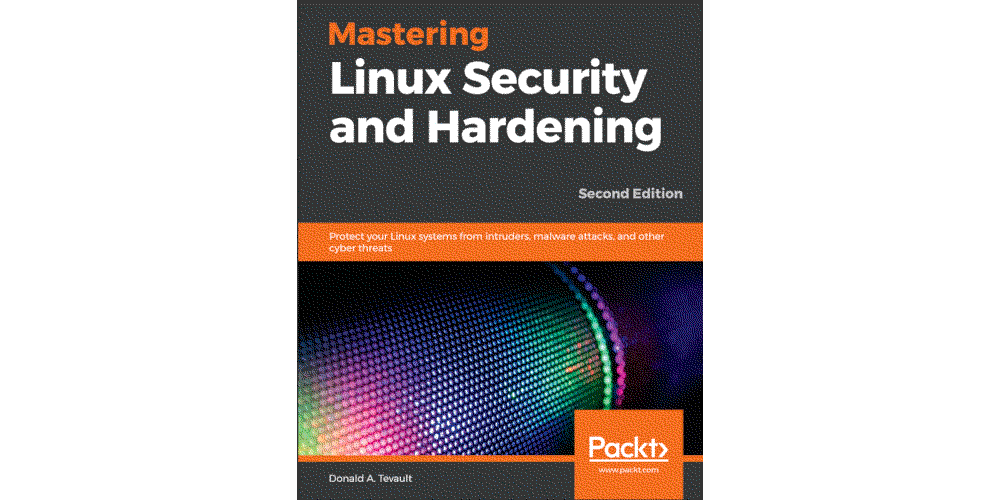 Mastering
Linux Security
and Hardening
Second Edition
Protect your Linux systems from intruders, malware attacks, and other
cyber threats
Packt>
www.packt.com
Donald A. Tevault